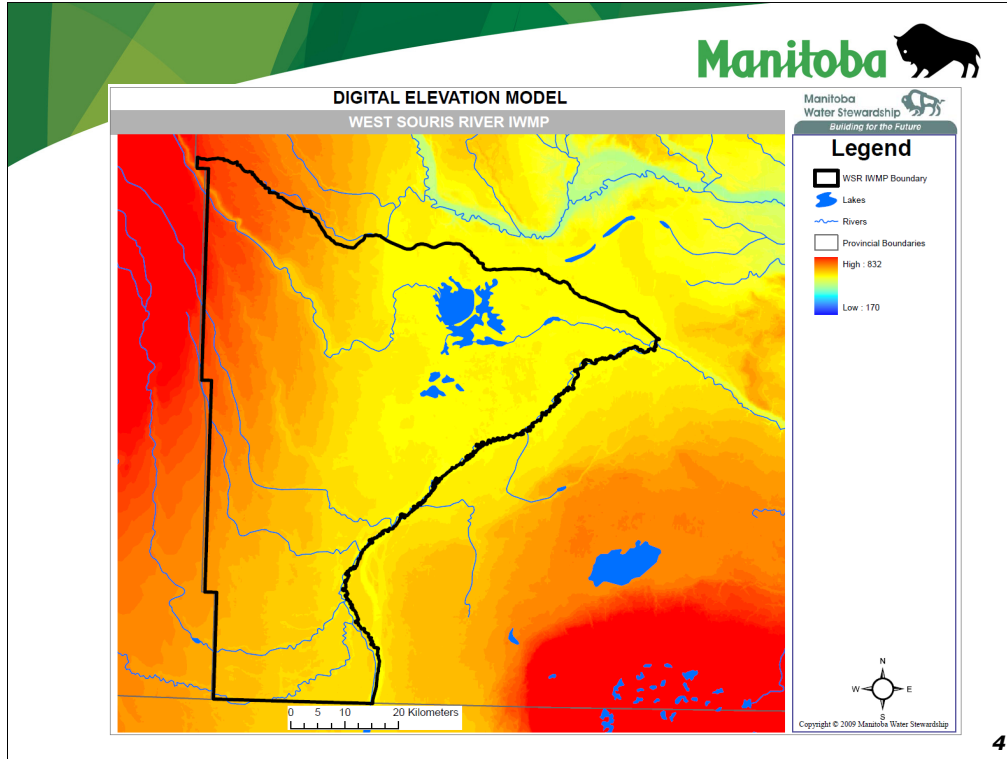 Manitoba
DIGITAL ELEVATION MODEL
WEST SOURIS RIVER IWMP
Manitoba
Water Stewardship
Building for the Future
Legend
WSR IWMP Boundary
Lakes
Rivers
Provincial Boundaries
High : 832
Low : 170
0 5 10 20 Kilometers
N
W E
S
Copyright © 2009 Manitoba Water Stewardship
4